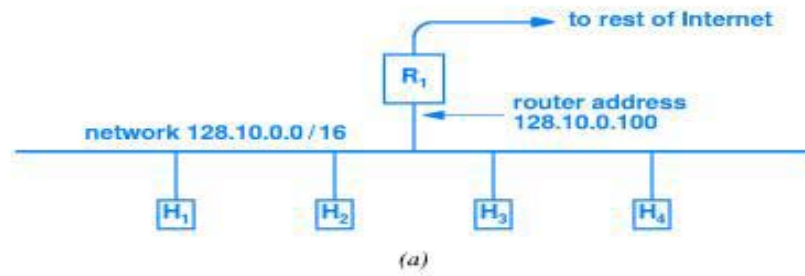 to rest of Internet
R₁
router address
128.10.0.100
network 128.10.0.0 / 16
H₁ H₂ H₃ H₄
(a)